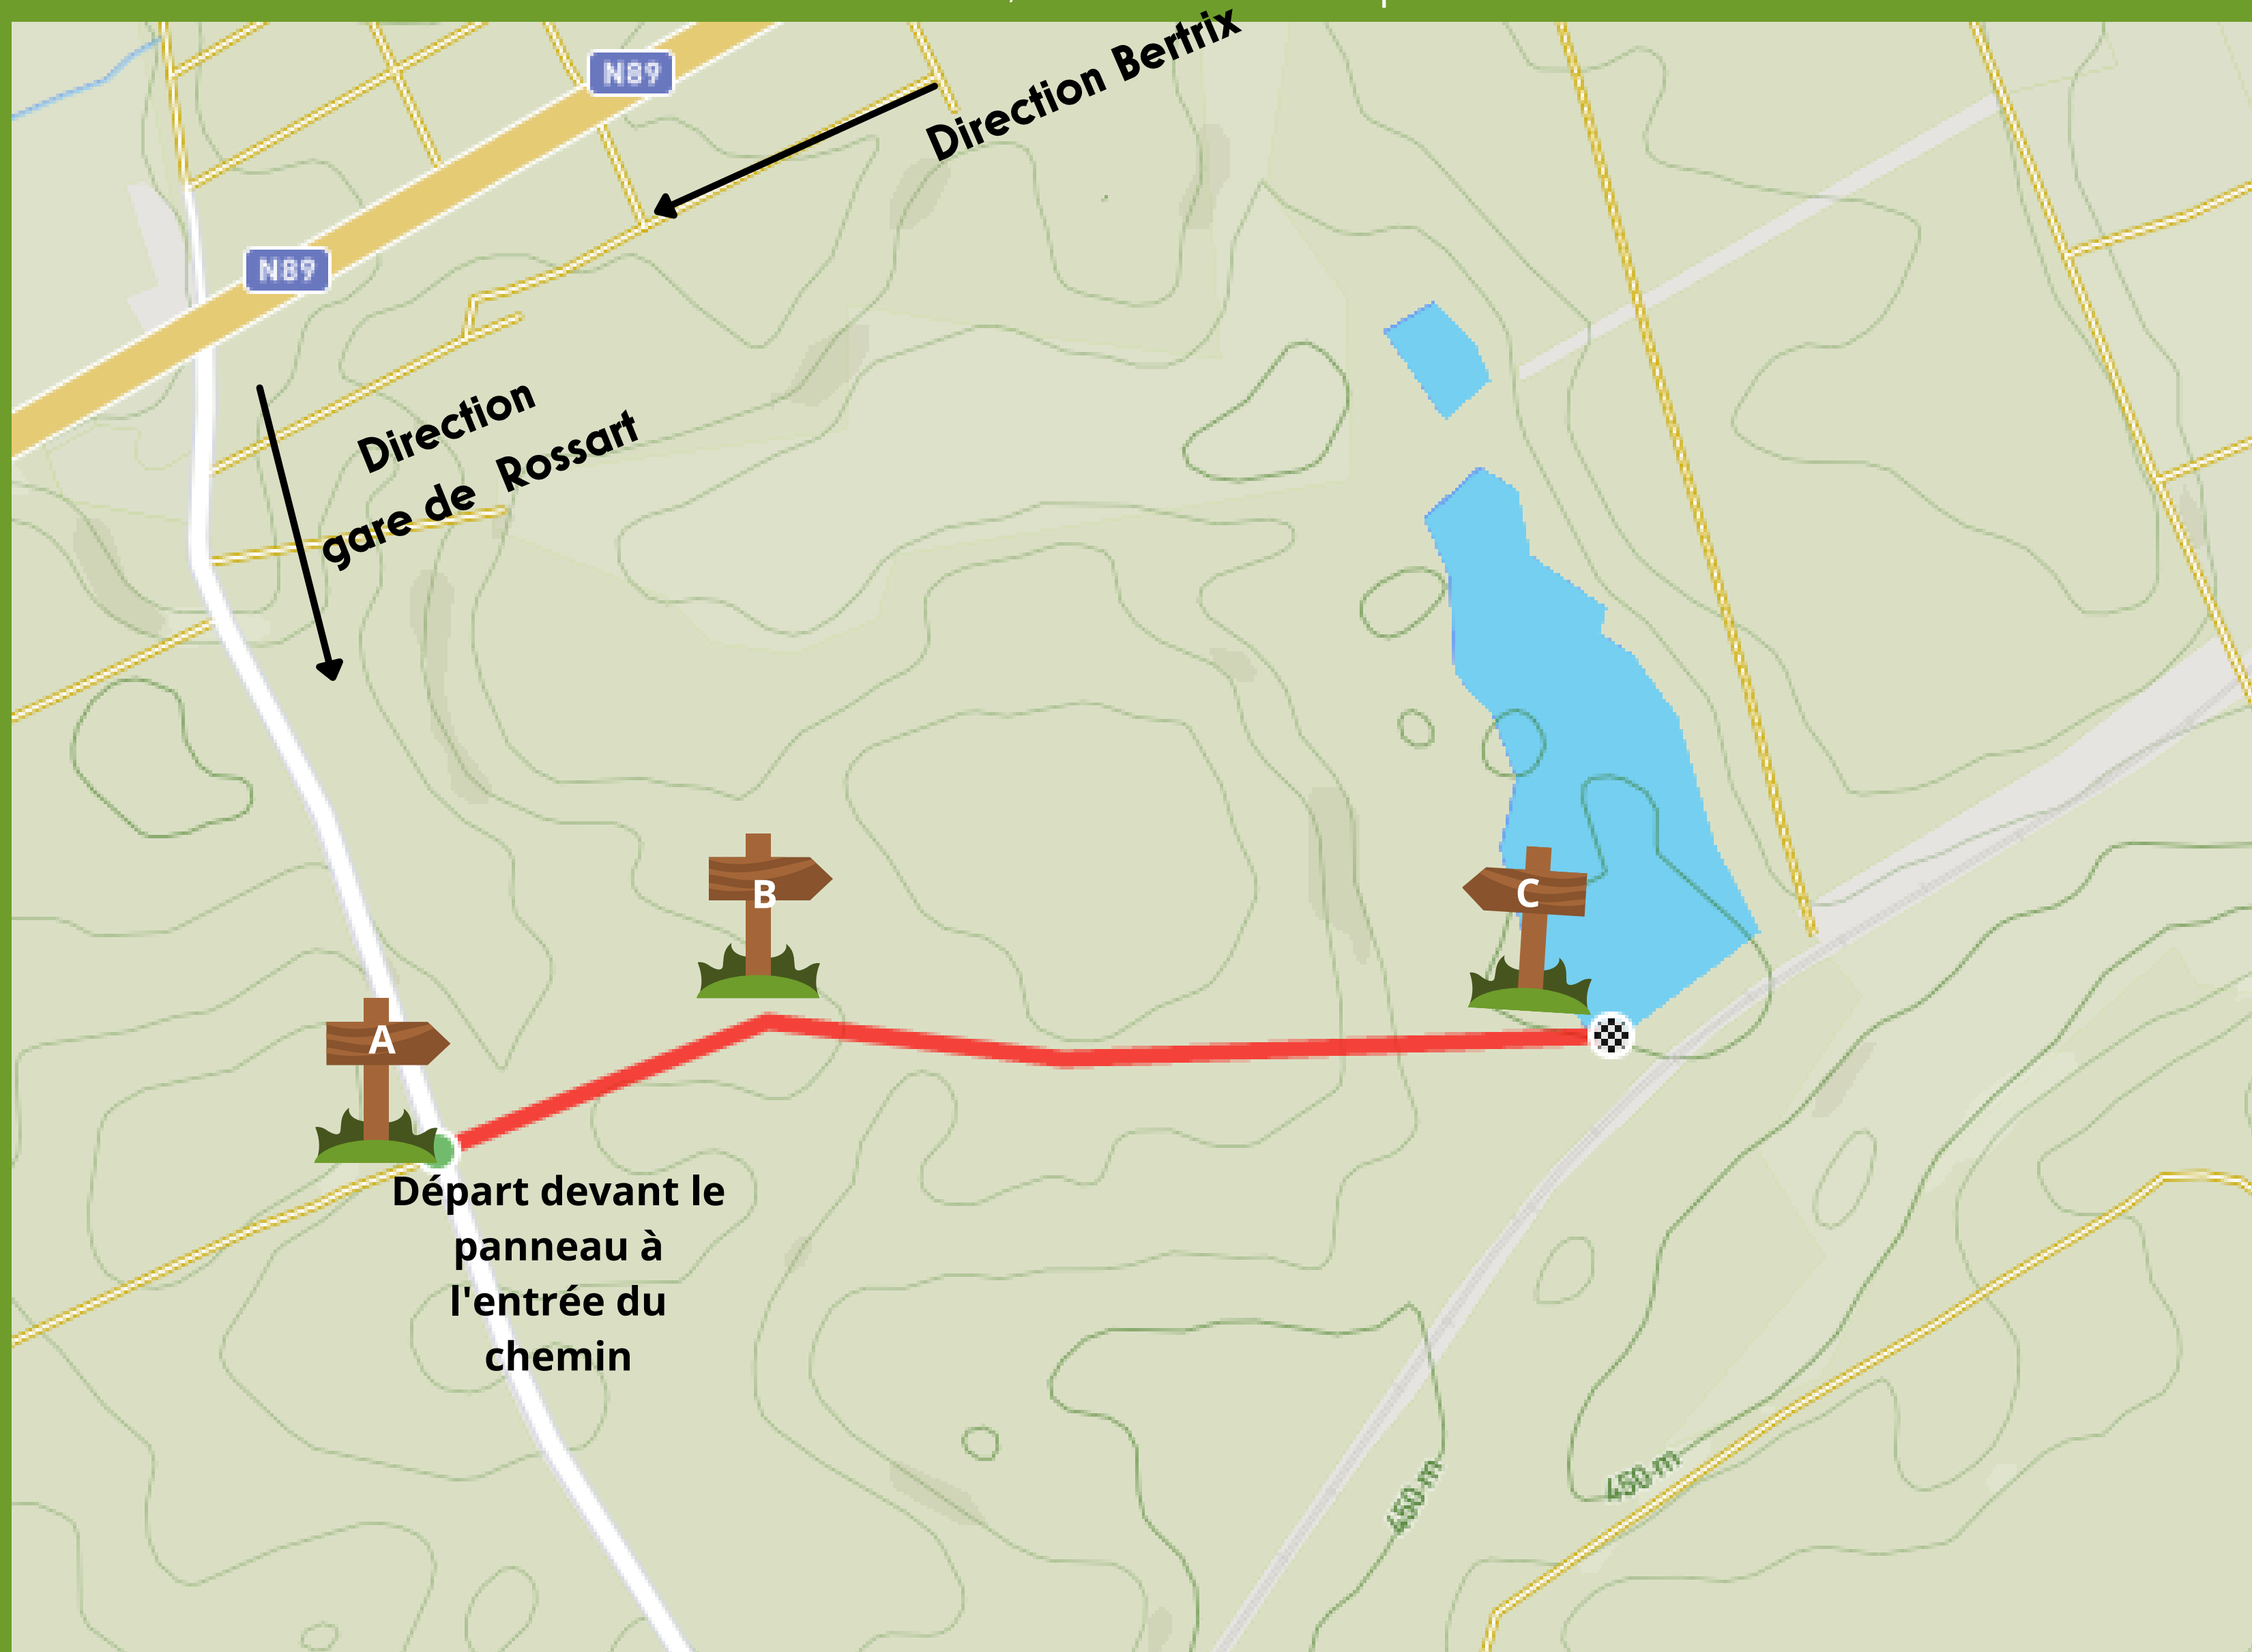 N89
Direction Bertrix
N89
Direction
gare de Rossart
B
C
A
Départ devant le
panneau à
l'entrée du
chemin
450 m
450 m